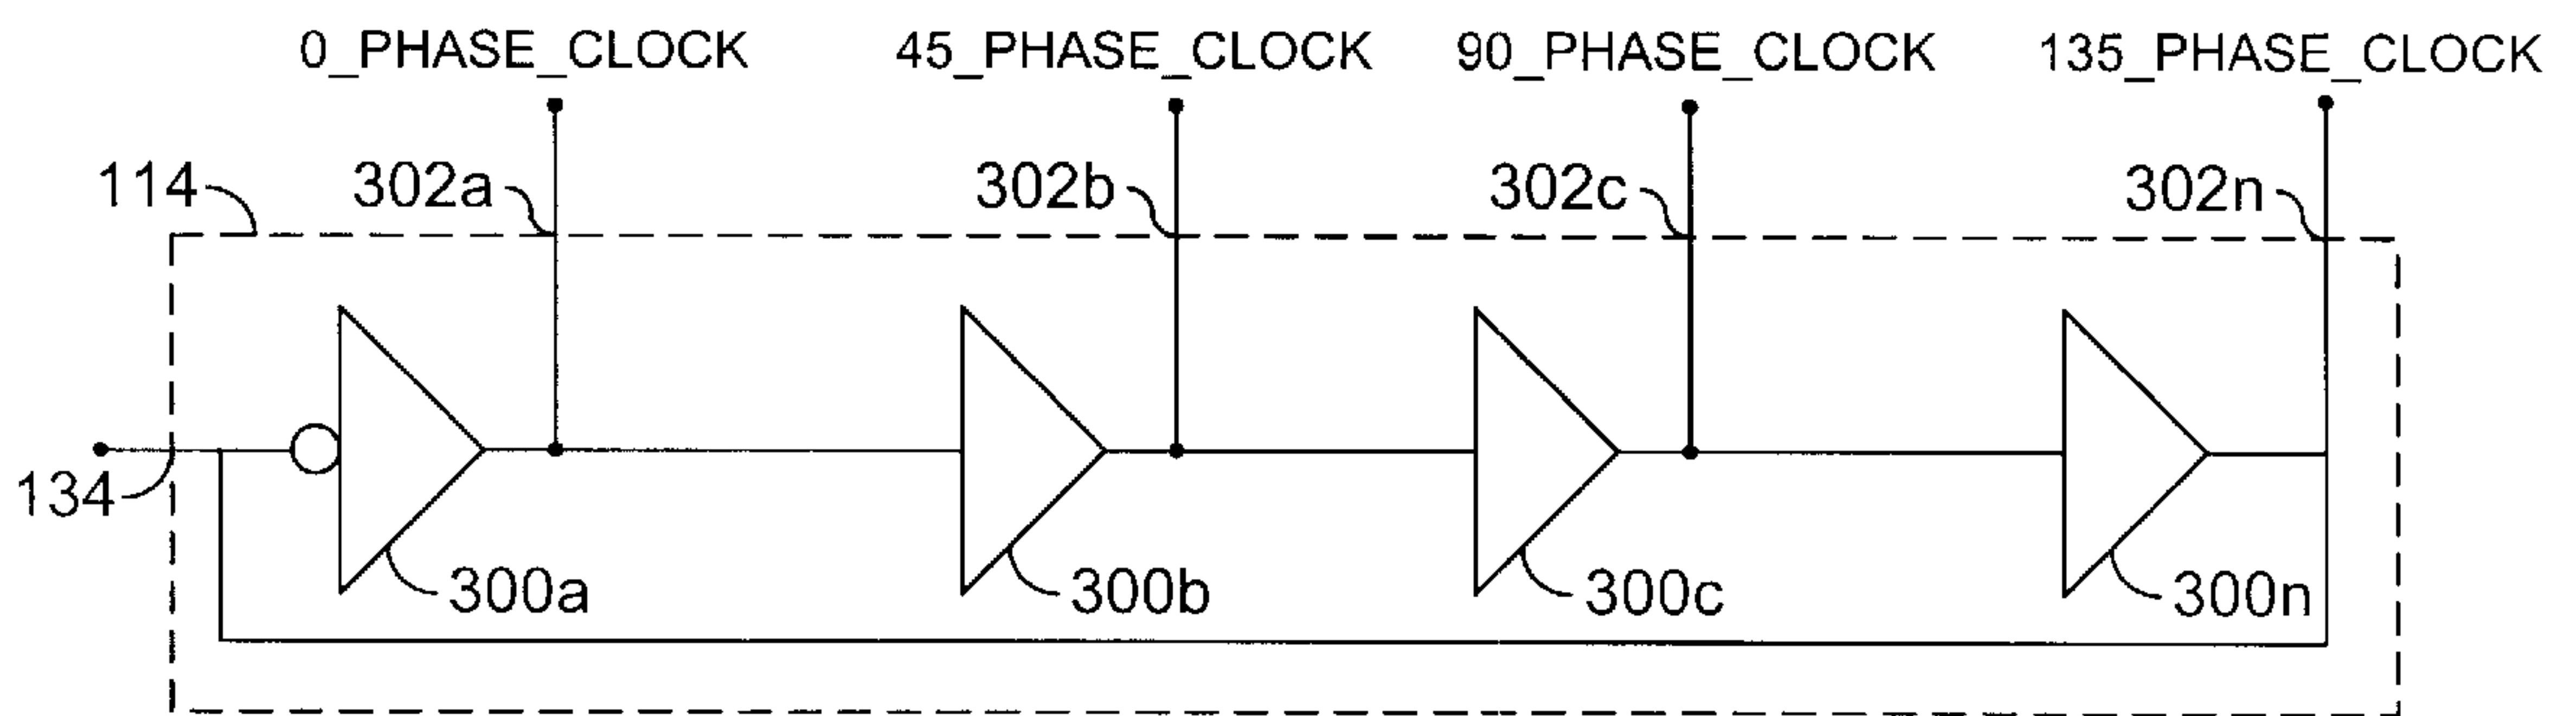 0_PHASE_CLOCK 45_PHASE_CLOCK 90_PHASE_CLOCK 135_PHASE_CLOCK
114 302a 302b 302c 302n
134
300a 300b 300c 300n